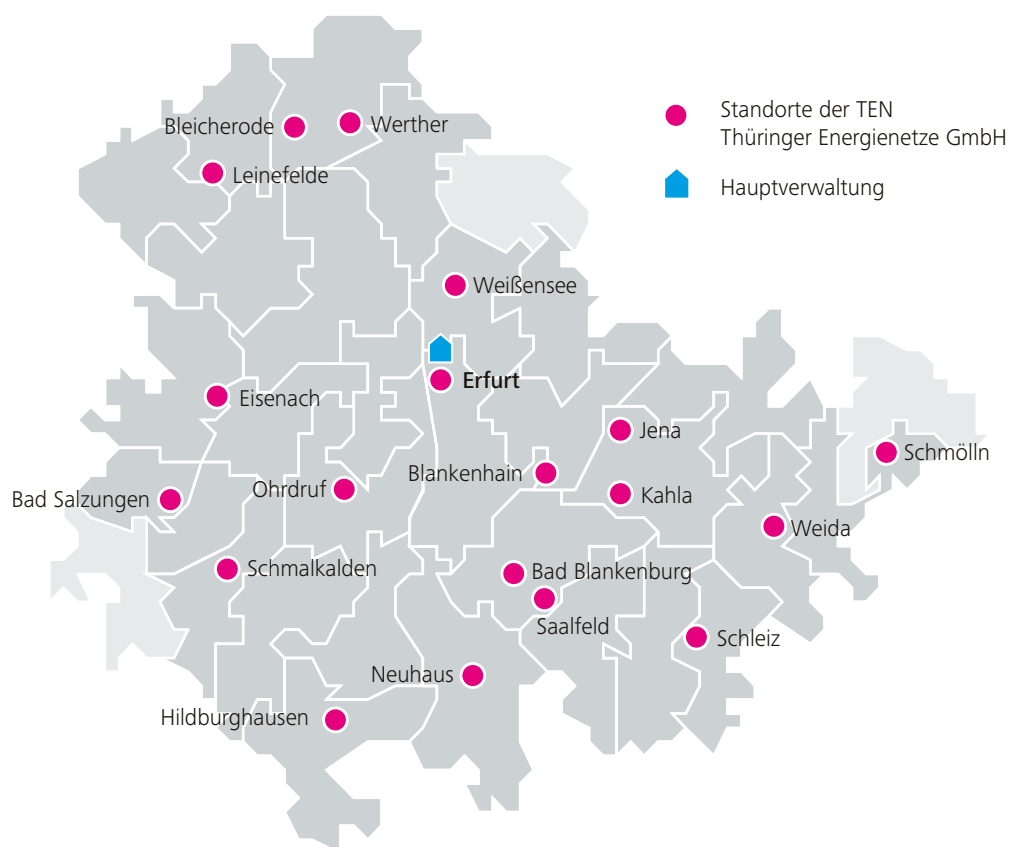 Standorte der TEN
Thüringer Energienetze GmbH
Hauptverwaltung
Bleicherode
Werther
Leinefelde
Weißensee
Erfurt
Eisenach
Jena
Schmölln
Blankenhain
Ohrdruf
Kahla
Bad Salzungen
Weida
Schmalkalden
Bad Blankenburg
Saalfeld
Schleiz
Neuhaus
Hildburghausen